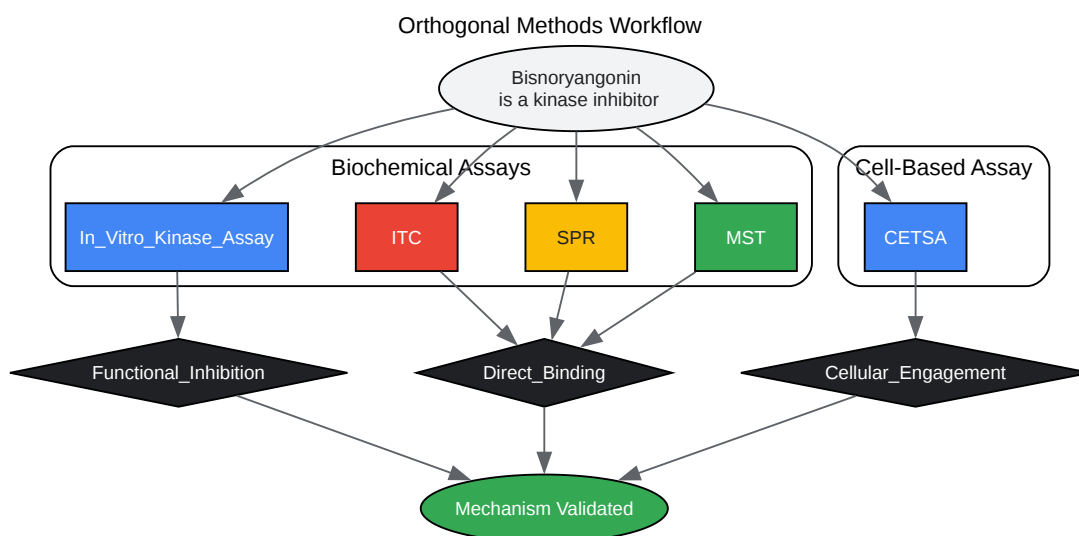 Orthogonal Methods Workflow
Bisnoryangonin
is a kinase inhibitor
Biochemical Assays
Cell-Based Assay
In_Vitro_Kinase_Assay
ITC
SPR
MST
CETSA
Functional_Inhibition
Direct_Binding
Cellular_Engagement
Mechanism Validated